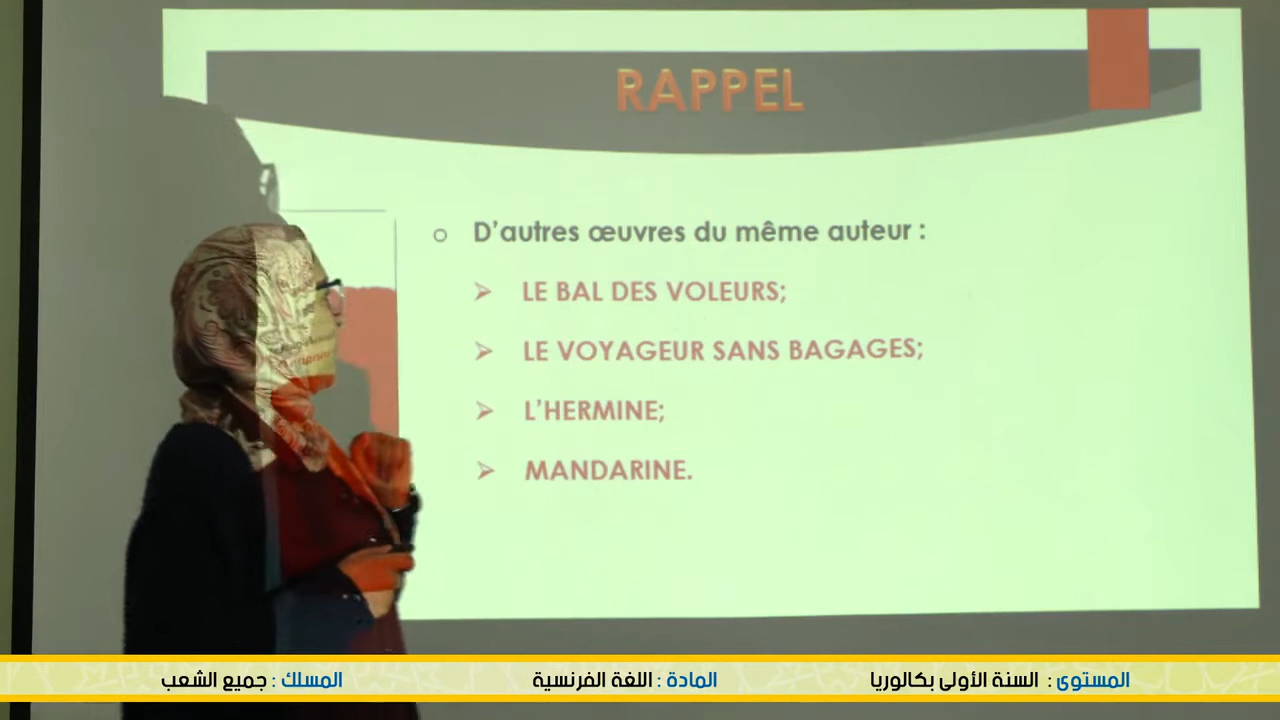 RAPPEL
D'autres œuvres du même auteur :
LE BAL DES VOLEURS;
LE VOYAGEUR SANS BAGAGES;
L'HERMINE;
MANDARINE.
المستوى : السنة الأولى بكالوريا
المادة : اللغة الفرنسية
المسلك : جميع الشعب